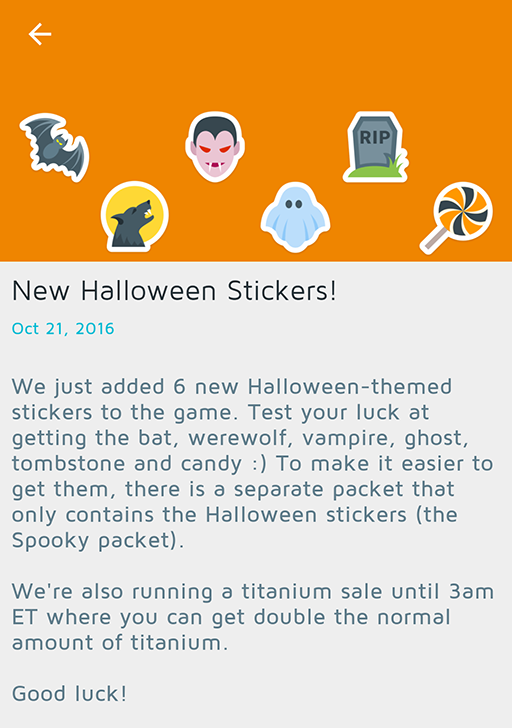 RIP
New Halloween Stickers!
Oct 21, 2016
We just added 6 new Halloween-themed
stickers to the game. Test your luck at
getting the bat, werewolf, vampire, ghost,
tombstone and candy :) To make it easier to
get them, there is a separate packet that
only contains the Halloween stickers (the
Spooky packet).
We're also running a titanium sale until 3am
ET where you can get double the normal
amount of titanium.
Good luck!